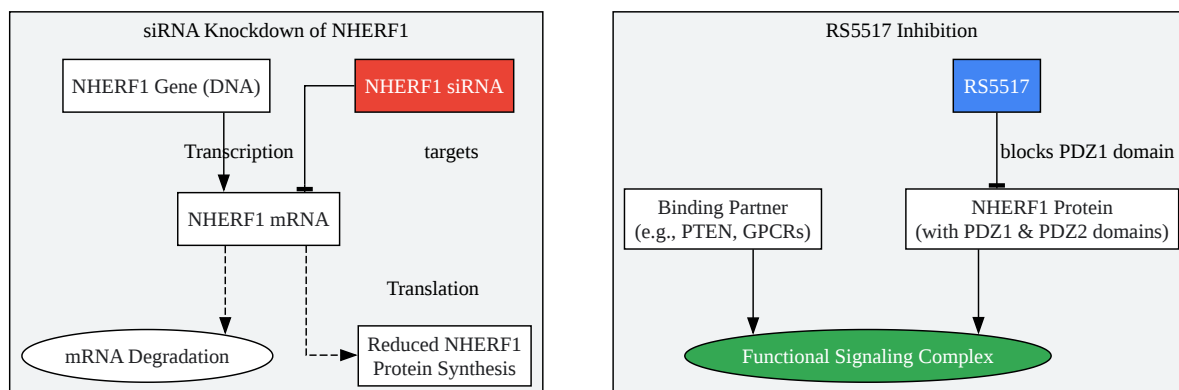 siRNA Knockdown of NHERF1
NHERF1 Gene (DNA)
NHERF1 siRNA
Transcription
targets
NHERF1 mRNA
Translation
mRNA Degradation
Reduced NHERF1
Protein Synthesis
RS5517 Inhibition
RS5517
blocks PDZ1 domain
Binding Partner
(e.g., PTEN, GPCRs)
NHERF1 Protein
(with PDZ1 & PDZ2 domains)
Functional Signaling Complex